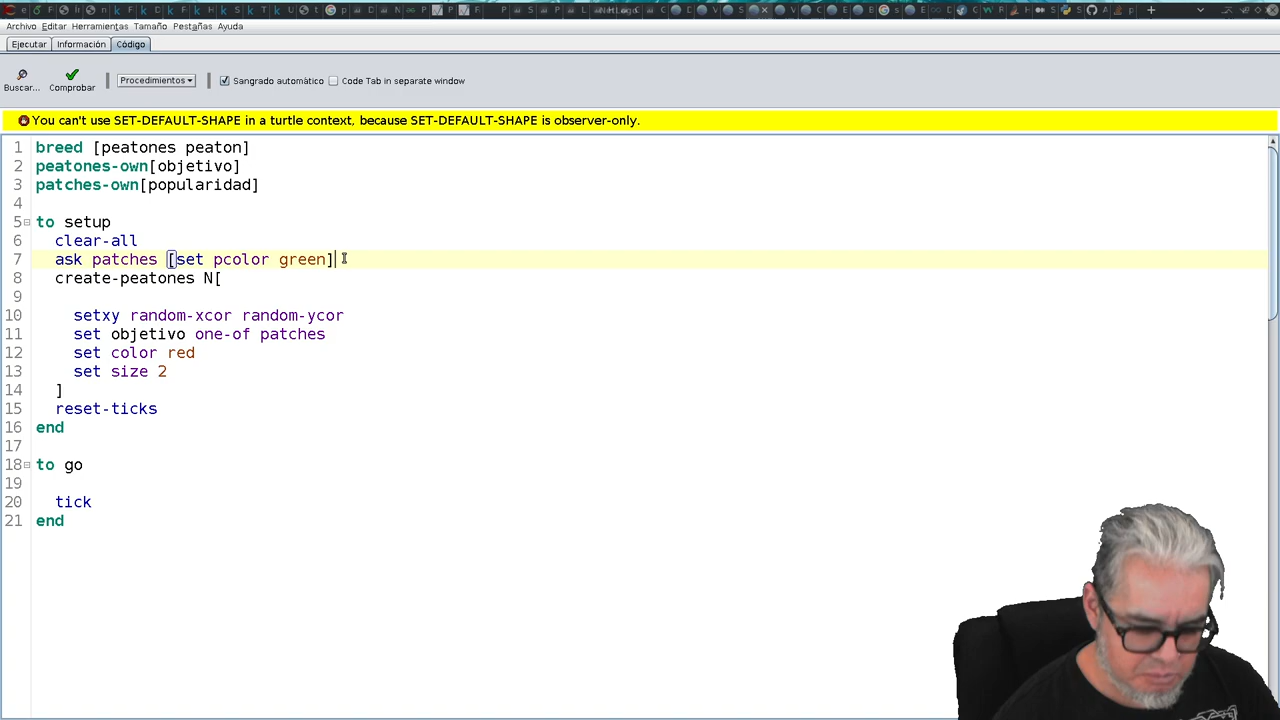 Archivo Editar Herramientas Tamaño Pestañas Ayuda
Ejecutar Información Código
Buscar... Comprobar Procedimientos Sangrado automático Code Tab in separate window
You can't use SET-DEFAULT-SHAPE in a turtle context, because SET-DEFAULT-SHAPE is observer-only.
1 breed [peatones peaton]
2 peatones-own[objetivo]
3 patches-own[popularidad]
4
5 to setup
6 clear-all
7 ask patches [set pcolor green]
8 create-peatones N[
9
10 setxy random-xcor random-ycor
11 set objetivo one-of patches
12 set color red
13 set size 2
14 ]
15 reset-ticks
16 end
17
18 to go
19
20 tick
21 end